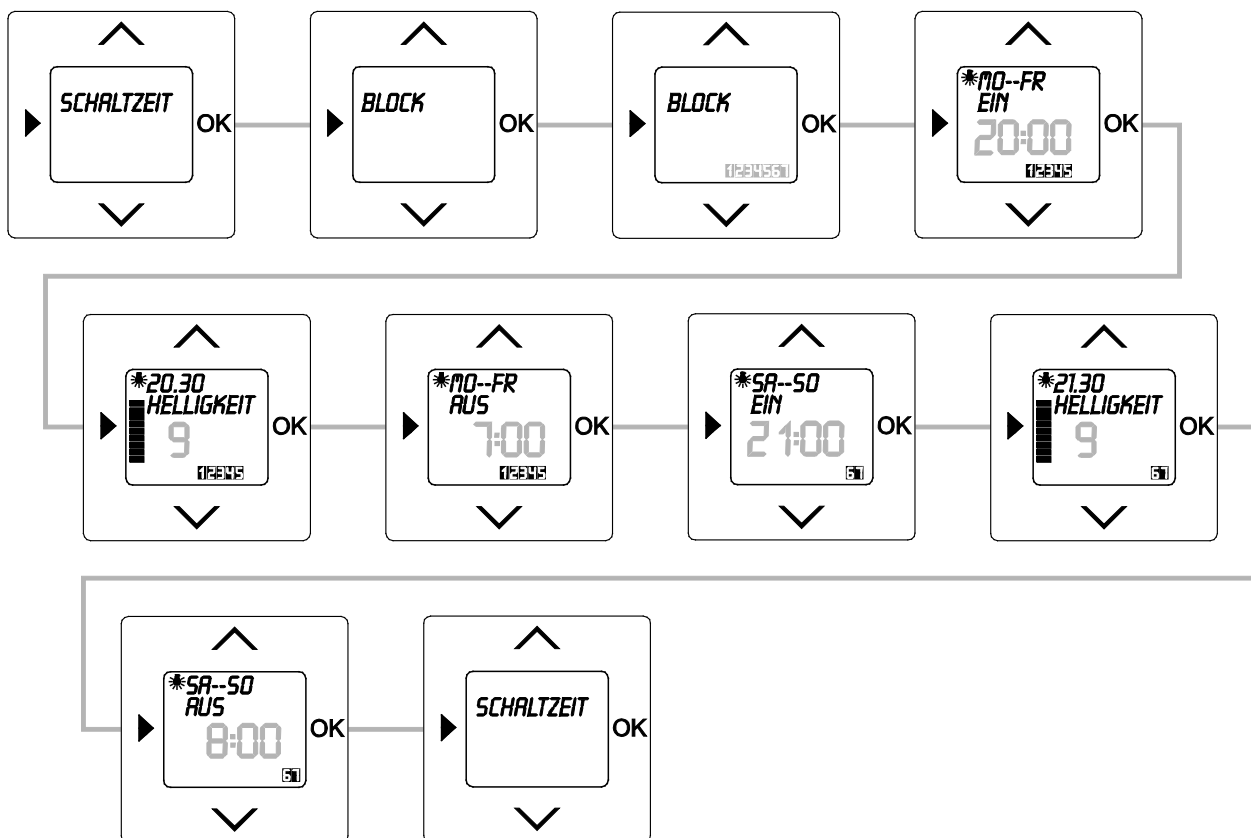 SCHALTZEIT
OK
BLOCK
OK
BLOCK
1234567
OK
MO--FR
EIN
20:00
12345
OK
20.30
HELLIGKEIT
9
12345
OK
MO--FR
AUS
7:00
12345
OK
SA--SO
EIN
21:00
67
OK
21.30
HELLIGKEIT
9
67
OK
SA--SO
AUS
8:00
67
OK
SCHALTZEIT
OK